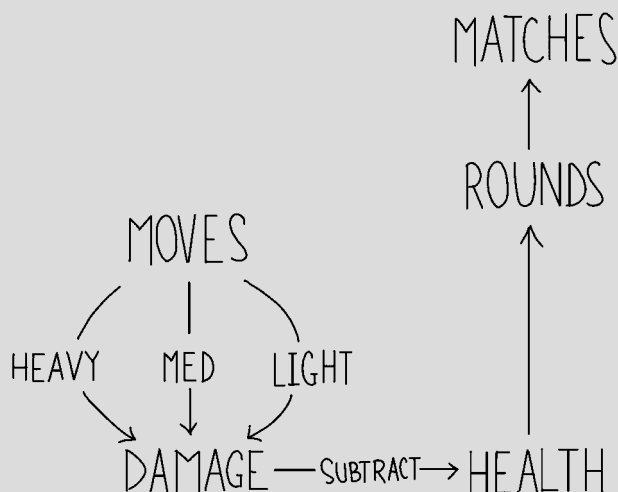 MATCHES
ROUNDS
MOVES
HEAVY MED LIGHT
DAMAGE SUBTRACT HEALTH